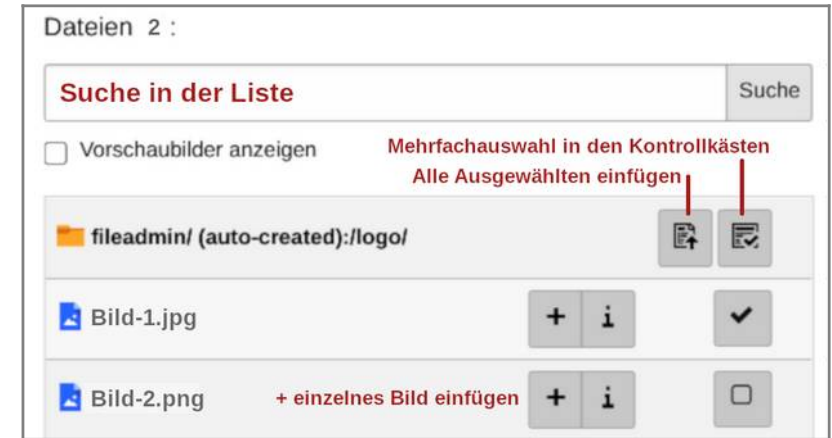 Dateien 2 :
Suche in der Liste Suche
Vorschaubilder anzeigen Mehrfachauswahl in den Kontrollkästen
Alle Ausgewählten einfügen
fileadmin/ (auto-created):/logo/
Bild-1.jpg + i
Bild-2.png + einzelnes Bild einfügen + i